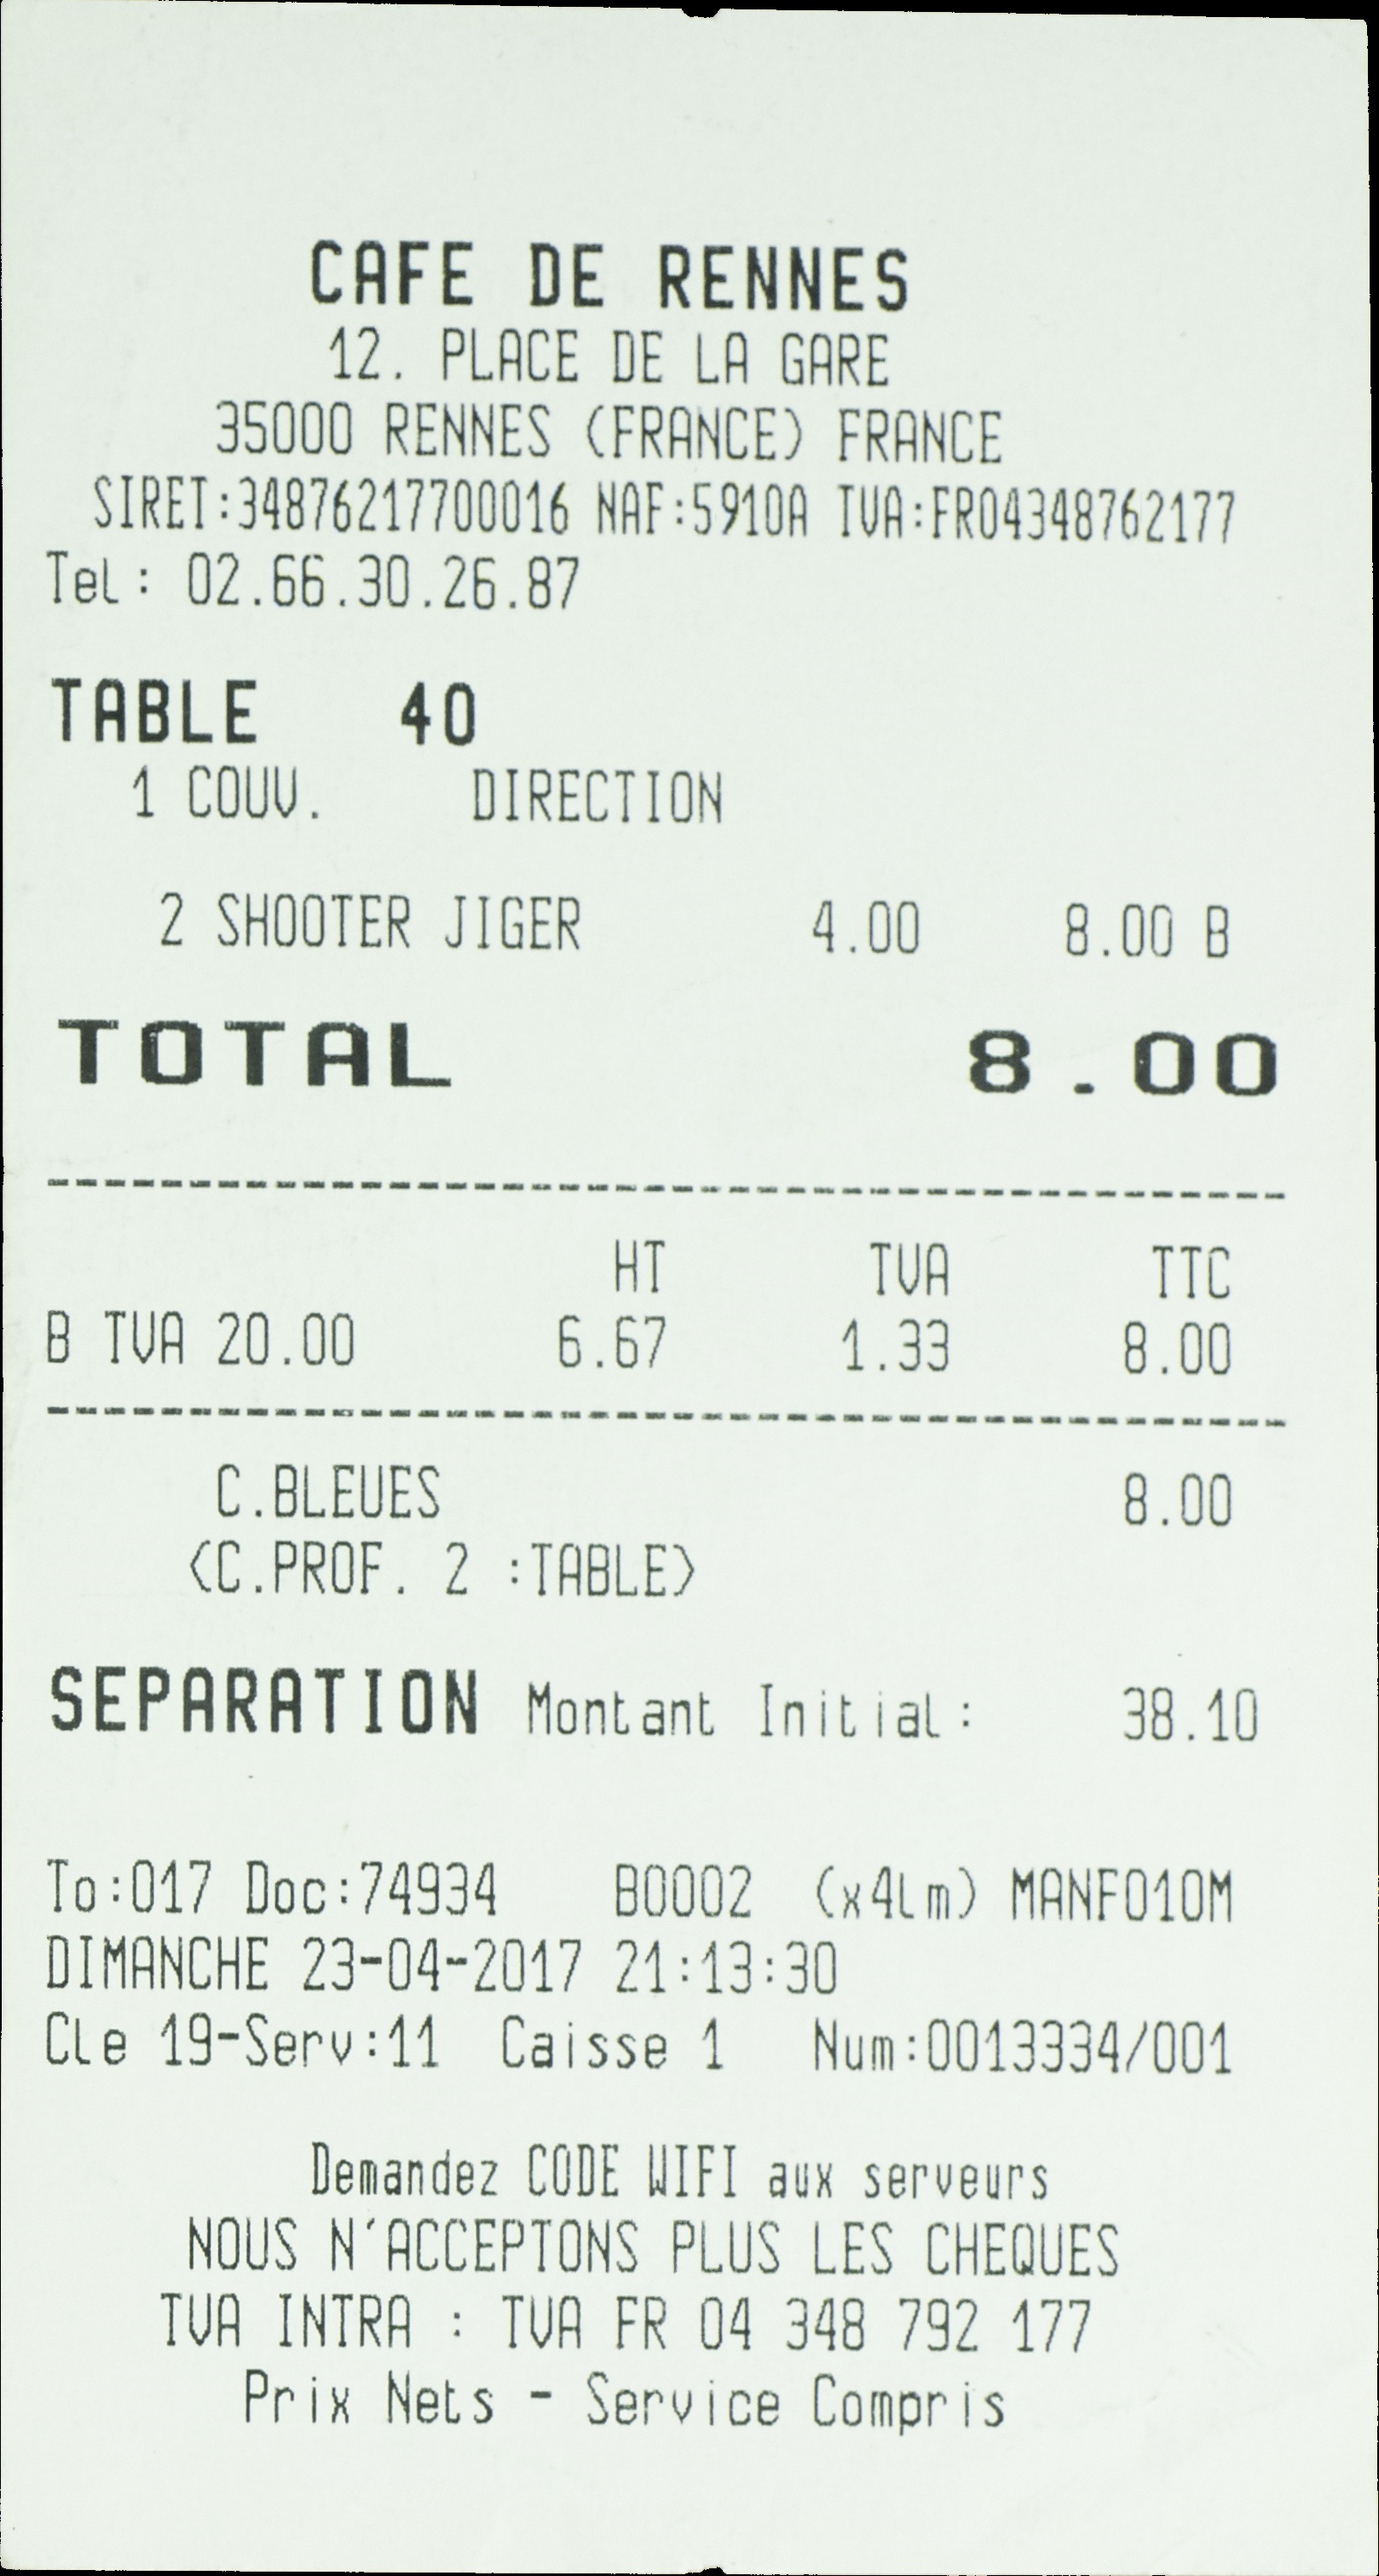 CAFE DE RENNES
12. PLACE DE LA GARE
35000 RENNES (FRANCE) FRANCE
SIRET:34876217700016 NAF:5910A TVA:FR04348762177
Tel: 02.66.30.26.87
TABLE 40
1 COUV. DIRECTION
2 SHOOTER JIGER 4.00 8.00 B
TOTAL 8.00
HT TVA TTC
B TVA 20.00 6.67 1.33 8.00
C.BLEUES 8.00
<C.PROF. 2 :TABLE>
SEPARATION Montant Initial: 38.10
To:017 Doc:74934 B0002 (x4lm) MANF010M
DIMANCHE 23-04-2017 21:13:30
Cle 19-Serv:11 Caisse 1 Num:0013334/001
Demandez CODE WIFI aux serveurs
NOUS N'ACCEPTONS PLUS LES CHEQUES
TVA INTRA : TVA FR 04 348 792 177
Prix Nets - Service Compris